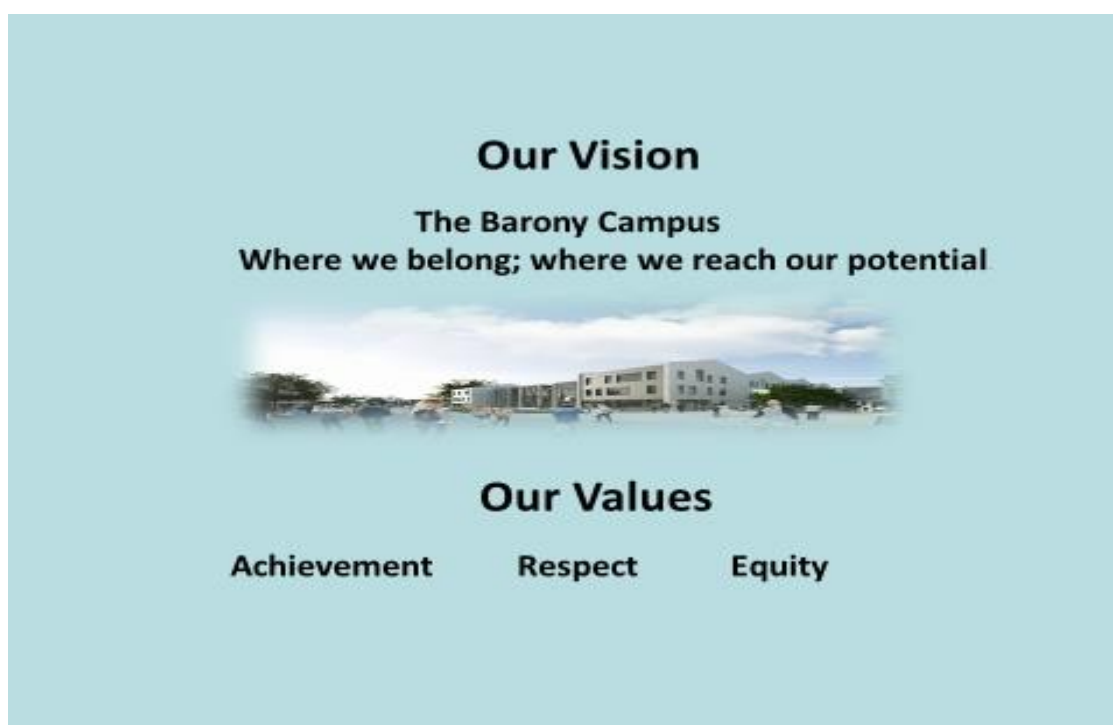 Our Vision
The Barony Campus
Where we belong; where we reach our potential
Our Values
Achievement Respect Equity